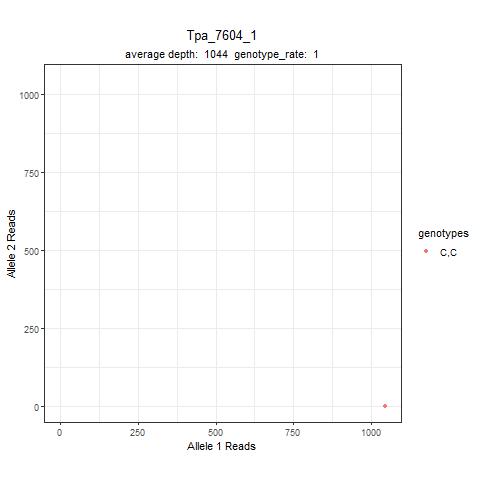 Tpa_7604_1
average depth:  1044  genotype_rate:  1
1000
750
500
250
0
Allele 2 Reads
0 250 500 750 1000
Allele 1 Reads
genotypes
C,C